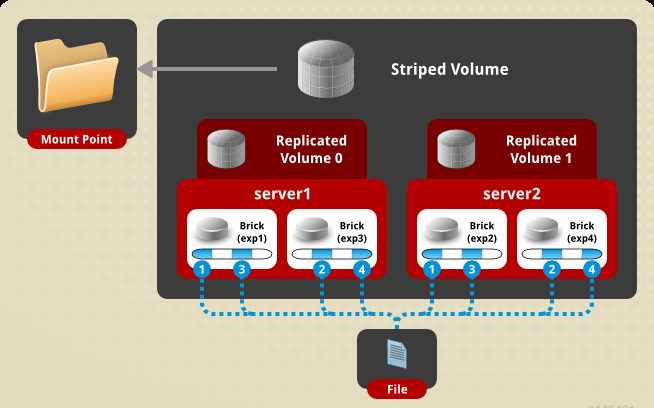 Mount Point
Striped Volume
Replicated
Volume 0
Replicated
Volume 1
server1
server2
Brick
(exp1)
Brick
(exp3)
Brick
(exp2)
Brick
(exp4)
1
3
2
4
1
3
2
4
File